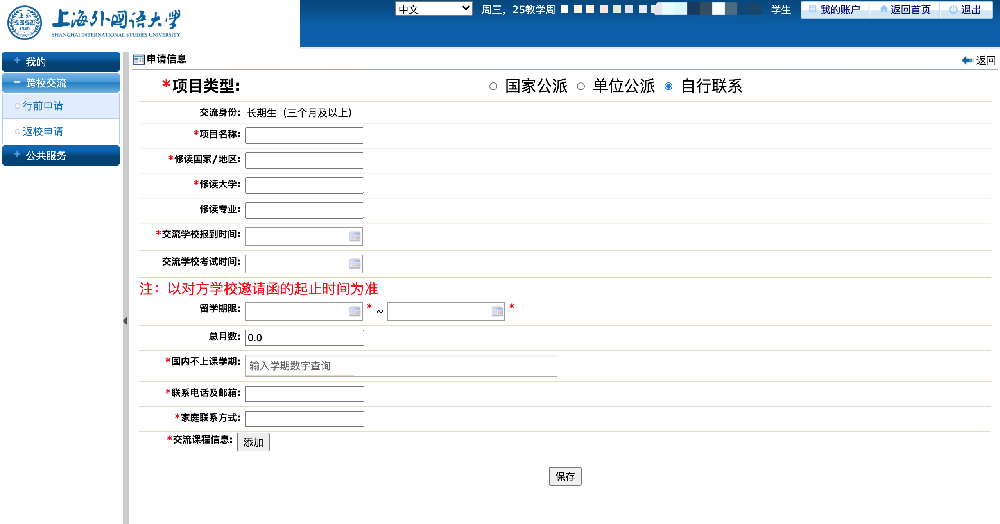 上外
SISU
1949
上海外国语大学
SHANGHAI INTERNATIONAL STUDIES UNIVERSITY
中文
周三，25教学周
学生
我的账户
返回首页
退出
我的
跨校交流
行前申请
返校申请
公共服务
申请信息
返回
*项目类型: 国家公派 单位公派 自行联系
交流身份: 长期生（三个月及以上）
*项目名称:
*修读国家/地区:
*修读大学:
修读专业:
*交流学校报到时间:
交流学校考试时间:
注：以对方学校邀请函的起止时间为准
留学期限: * ~ *
总月数: 0.0
*国内不上课学期: 输入学期数字查询
*联系电话及邮箱:
*家庭联系方式:
*交流课程信息: 添加
保存